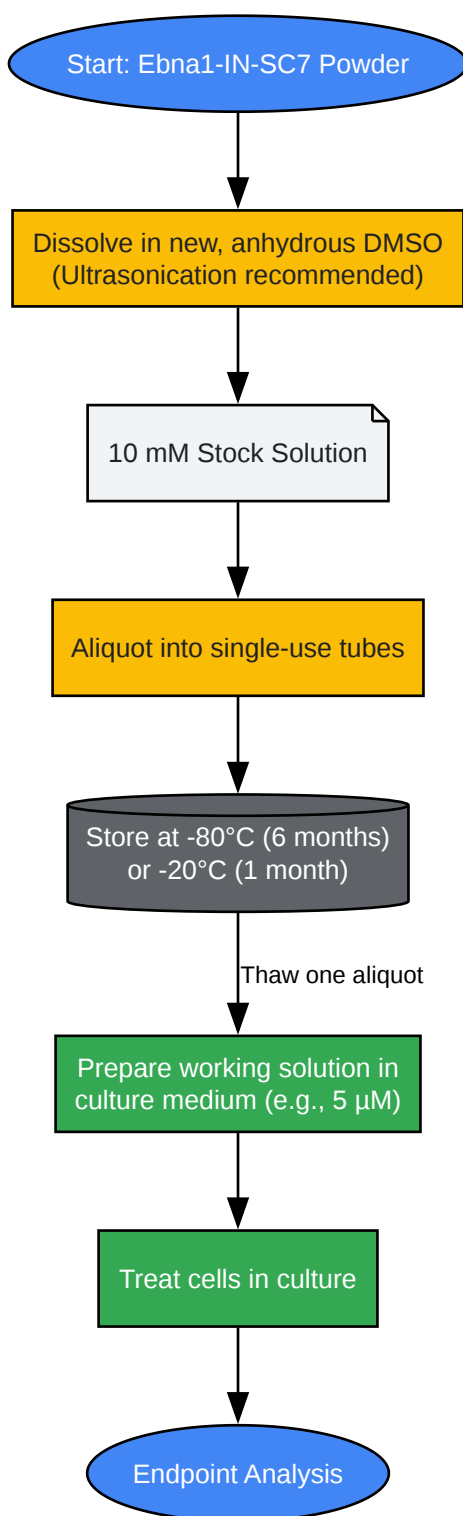 Start: Ebna1-IN-SC7 Powder
Dissolve in new, anhydrous DMSO
(Ultrasonication recommended)
10 mM Stock Solution
Aliquot into single-use tubes
Store at -80°C (6 months)
or -20°C (1 month)
Thaw one aliquot
Prepare working solution in
culture medium (e.g., 5 µM)
Treat cells in culture
Endpoint Analysis